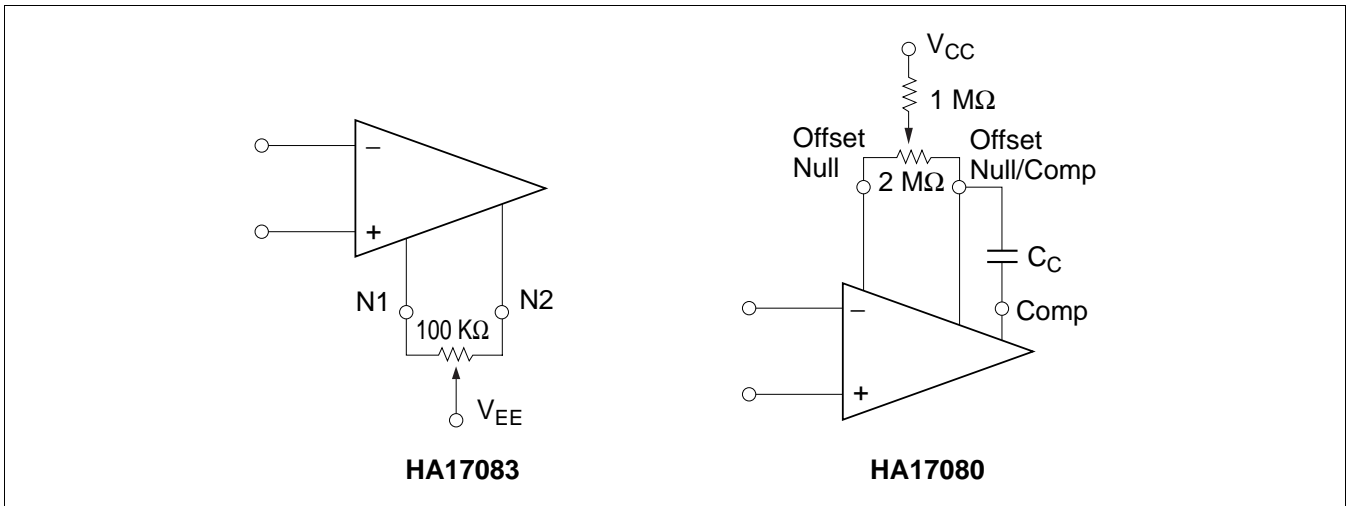 −
+
N1
N2
100 KΩ
V_EE
HA17083
V_CC
1 MΩ
Offset
Null
Offset
Null/Comp
2 MΩ
C_C
Comp
−
+
HA17080